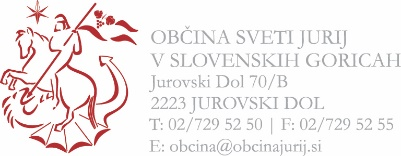 OBČINA SVETI JURIJ
V SLOVENSKIH GORICAH
Jurovski Dol 70/B
2223 JUROVSKI DOL
T: 02/729 52 50 | F: 02/729 52 55
E: obcina@obcinajurij.si